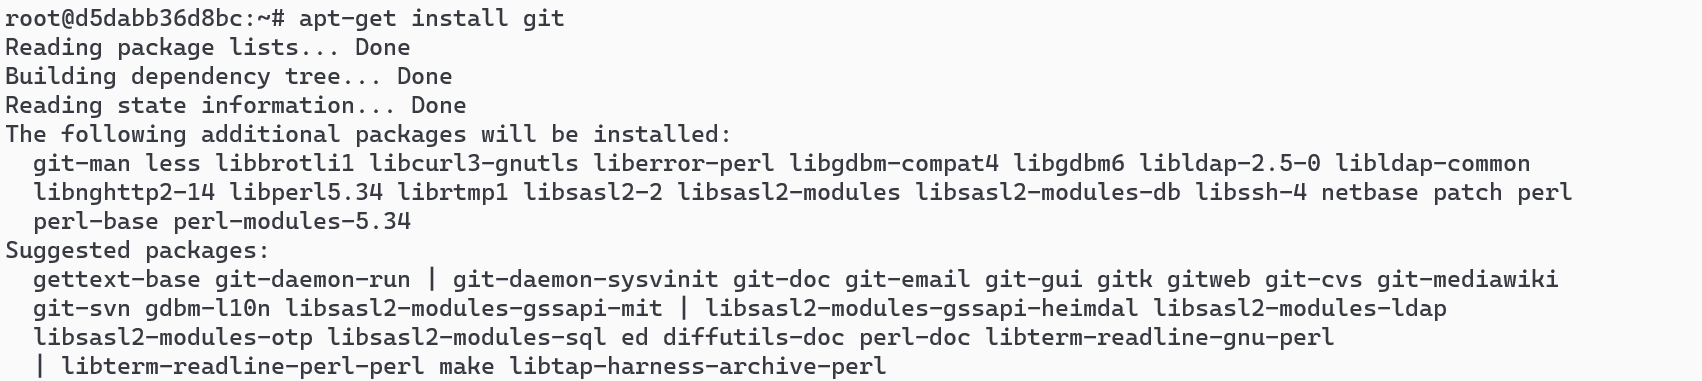 root@d5dabb36d8bc:~# apt-get install git
Reading package lists... Done
Building dependency tree... Done
Reading state information... Done
The following additional packages will be installed:
  git-man less libbrotli1 libcurl3-gnutls liberror-perl libgdbm-compat4 libgdbm6 libldap-2.5-0 libldap-common
  libnghttp2-14 libperl5.34 librtmp1 libsasl2-2 libsasl2-modules libsasl2-modules-db libssh-4 netbase patch perl
  perl-base perl-modules-5.34
Suggested packages:
  gettext-base git-daemon-run | git-daemon-sysvinit git-doc git-email git-gui gitk gitweb git-cvs git-mediawiki
  git-svn gdbm-l10n libsasl2-modules-gssapi-mit | libsasl2-modules-gssapi-heimdal libsasl2-modules-ldap
  libsasl2-modules-otp libsasl2-modules-sql ed diffutils-doc perl-doc libterm-readline-gnu-perl
  | libterm-readline-perl-perl make libtap-harness-archive-perl